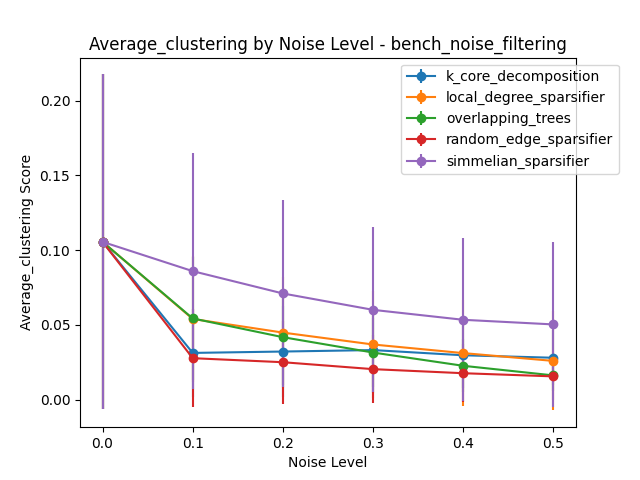 Average_clustering by Noise Level - bench_noise_filtering
k_core_decomposition
local_degree_sparsifier
overlapping_trees
random_edge_sparsifier
simmelian_sparsifier
Average_clustering Score
0.20
0.15
0.10
0.05
0.00
0.0 0.1 0.2 0.3 0.4 0.5
Noise Level